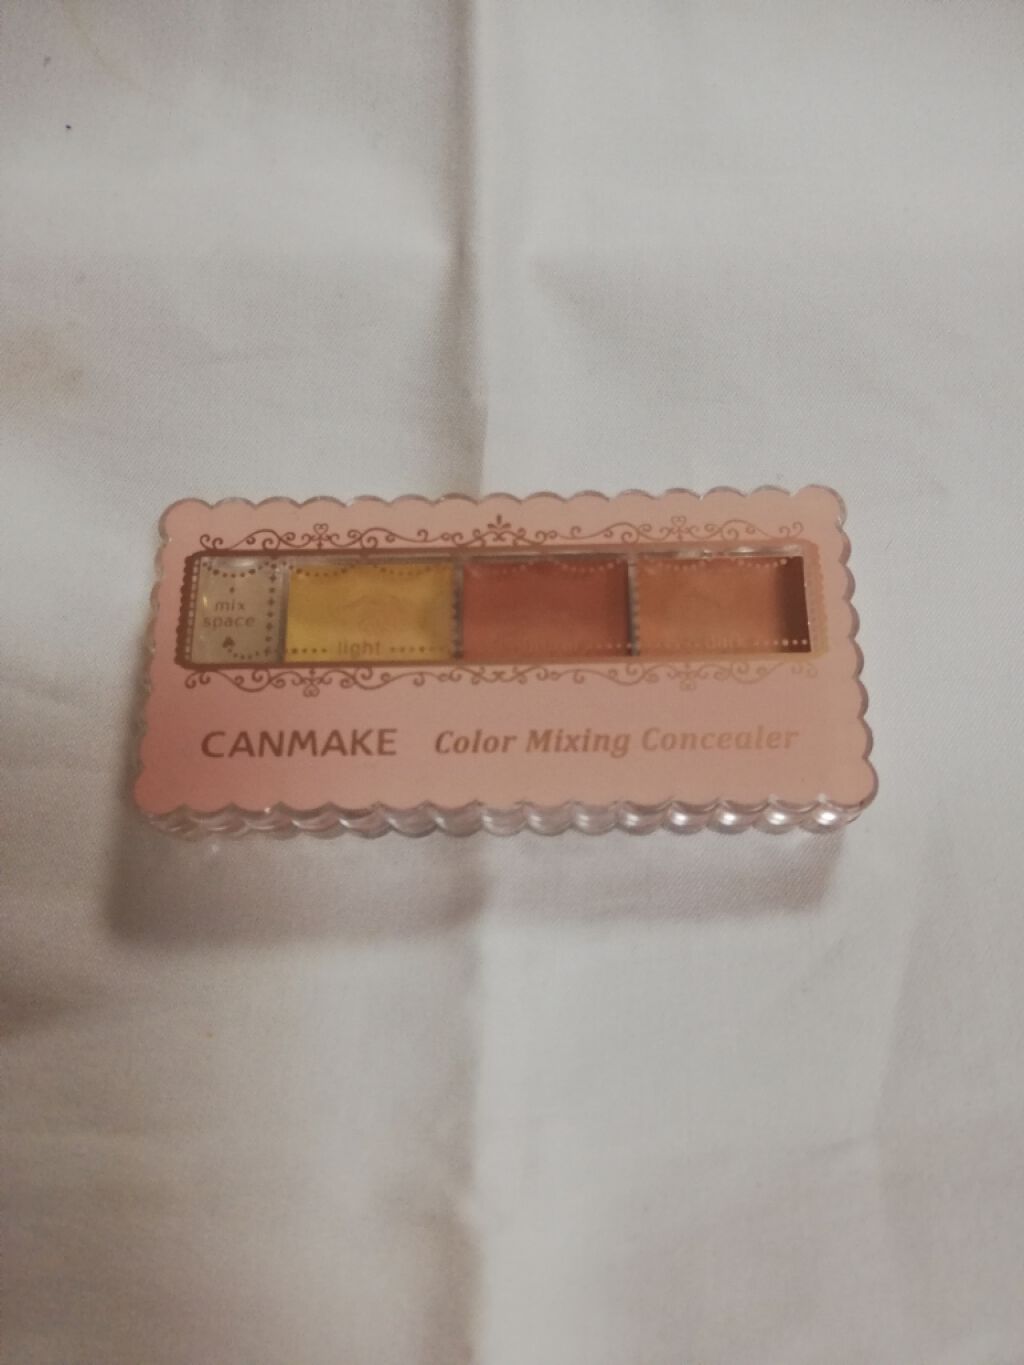 mix
space
light
CANMAKE Color Mixing Concealer